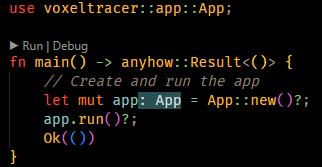 use voxeltracer::app::App;
▶ Run | Debug
fn main() -> anyhow::Result<()> {
    // Create and run the app
    let mut app: App = App::new()?;
    app.run()?;
    Ok(())
}